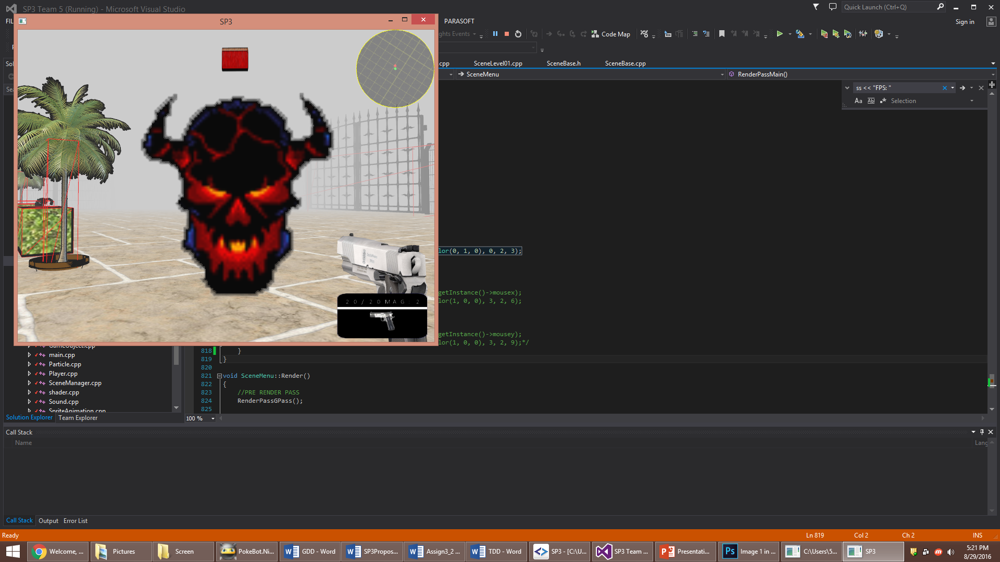 SP3 Team 5 (Running) - Microsoft Visual Studio
Quick Launch (Ctrl+Q)
SP3
PARASOFT
Sign in
ghts Events
Code Map
.cpp
SceneLevel01.cpp
SceneBase.h
SceneBase.cpp
SceneMenu
RenderPassMain()
ss << "FPS: "
Aa
Selection
lor(0, 1, 0), 0, 2, 3);
getInstance()->mousex);
lor(1, 0, 0), 3, 2, 6);
20/20MAG:2
getInstance()->mousey);
lor(1, 0, 0), 3, 2, 9);*/
GameObject.cpp
818 }
main.cpp
819 }
Particle.cpp
820
Player.cpp
821 void SceneMenu::Render()
SceneManager.cpp
822 {
shader.cpp
823 //PRE RENDER PASS
Sound.cpp
824 RenderPassGPass();
SpriteAnimation.cpp
825
Solution Explorer
Team Explorer
100 %
Call Stack
Name
Lang
Call Stack
Output
Error List
Ready
Ln 819
Col 2
Ch 2
INS
Welcome, ...
Pictures
Screen
PokeBot.Ni...
GDD - Word
SP3Propos...
Assign3_2 ...
TDD - Word
SP3 - [C:\U...
SP3 Team ...
Presentati...
Image 1 in ...
C:\Users\5...
SP3
5:21 PM
8/29/2016